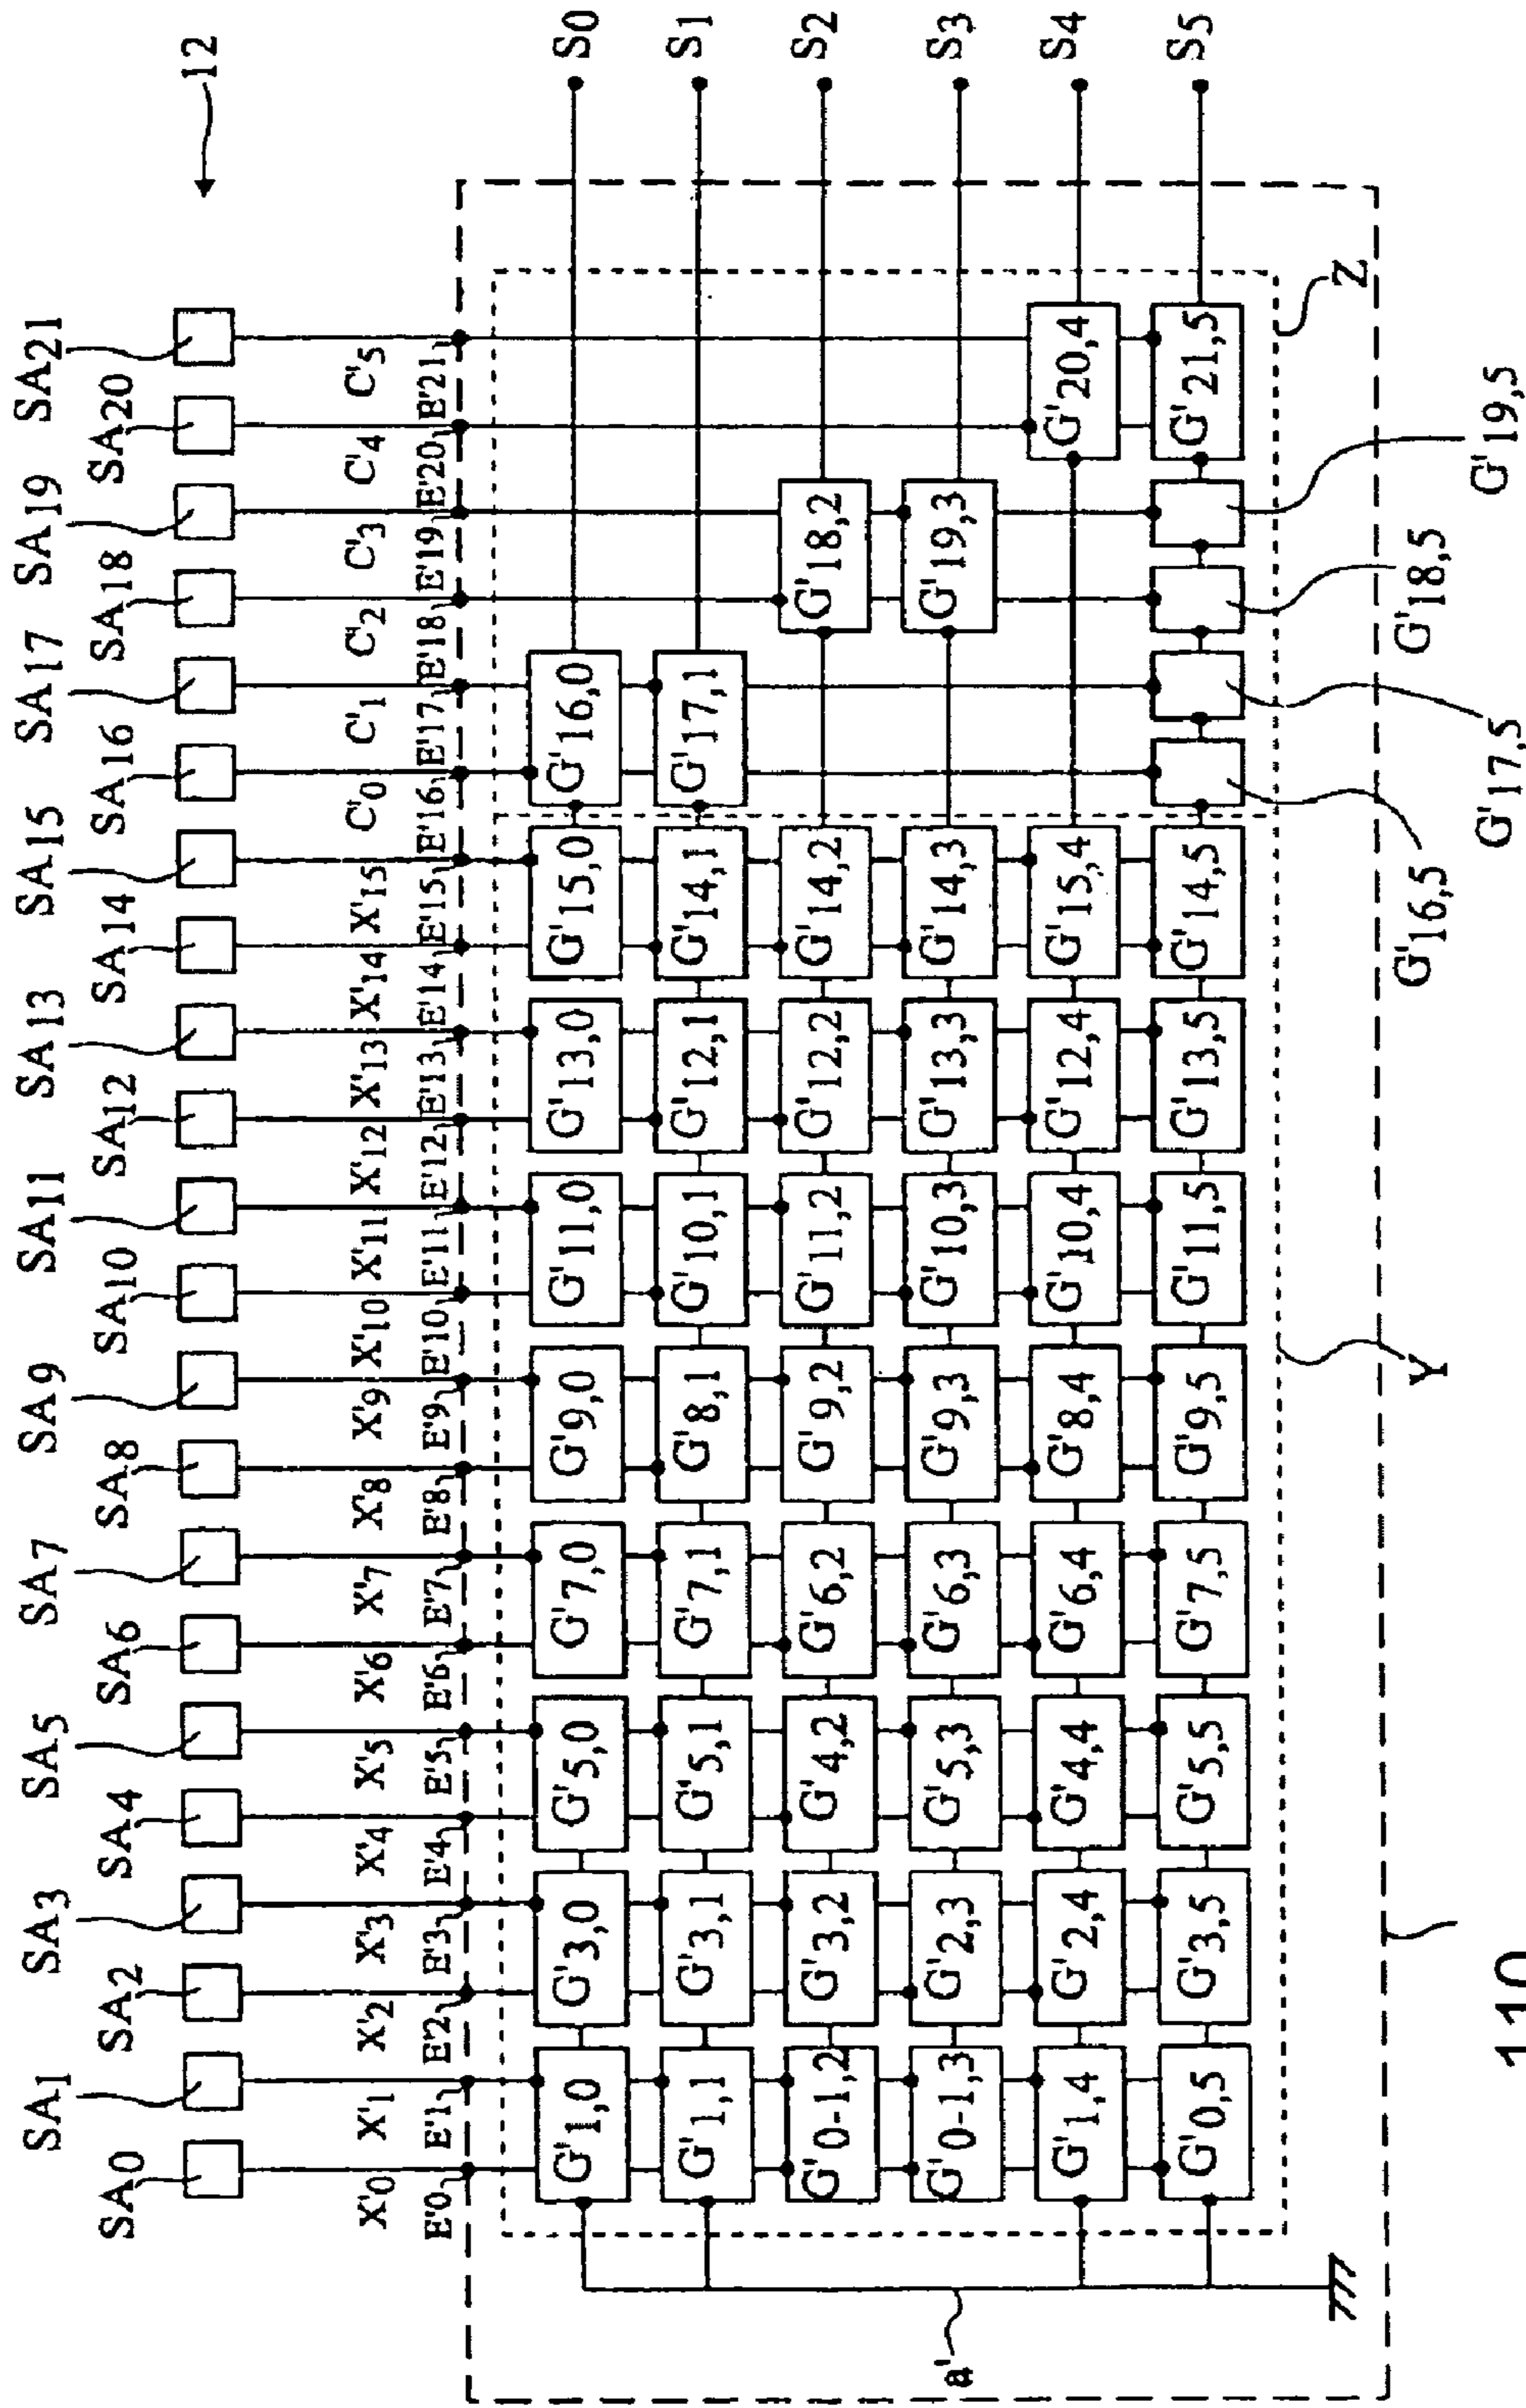 SA1 SA3 SA5 SA7 SA9 SA11 SA13 SA15 SA17 SA19 SA21
SA0 SA2 SA4 SA6 SA8 SA10 SA12 SA14 SA16 SA18 SA20
12
X'0 X'1 X'2 X'3 X'4 X'5 X'6 X'7 X'8 X'9 X'10 X'11 X'12 X'13 X'14 X'15 C'0 C'1 C'2 C'3 C'4 C'5
E'0 E'1 E'2 E'3 E'4 E'5 E'6 E'7 E'8 E'9 E'10 E'11 E'12 E'13 E'14 E'15 E'16 E'17 E'18 E'19 E'20 E'21
G'1,0 G'3,0 G'5,0 G'7,0 G'9,0 G'11,0 G'13,0 G'15,0 G'16,0 S0
G'1,1 G'3,1 G'5,1 G'7,1 G'8,1 G'10,1 G'12,1 G'14,1 G'17,1 S1
G'0-1,2 G'3,2 G'4,2 G'6,2 G'9,2 G'11,2 G'12,2 G'14,2 G'18,2 S2
G'0-1,3 G'2,3 G'5,3 G'6,3 G'9,3 G'10,3 G'13,3 G'14,3 G'19,3 S3
G'1,4 G'2,4 G'4,4 G'6,4 G'8,4 G'10,4 G'12,4 G'15,4 G'20,4 S4
G'0,5 G'3,5 G'5,5 G'7,5 G'9,5 G'11,5 G'13,5 G'14,5 G'21,5 S5
a' Y Z
G'16,5 G'17,5 G'18,5 G'19,5
110